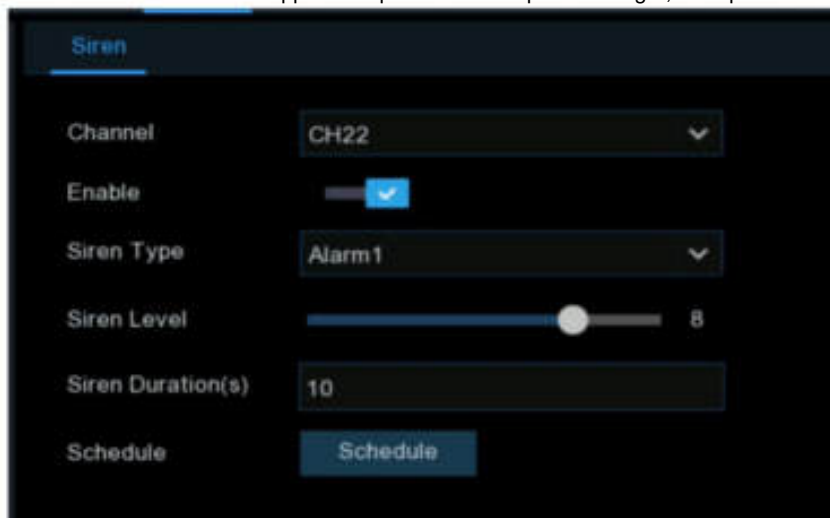 Siren
Channel CH22
Enable
Siren Type Alarm1
Siren Level 8
Siren Duration(s) 10
Schedule Schedule